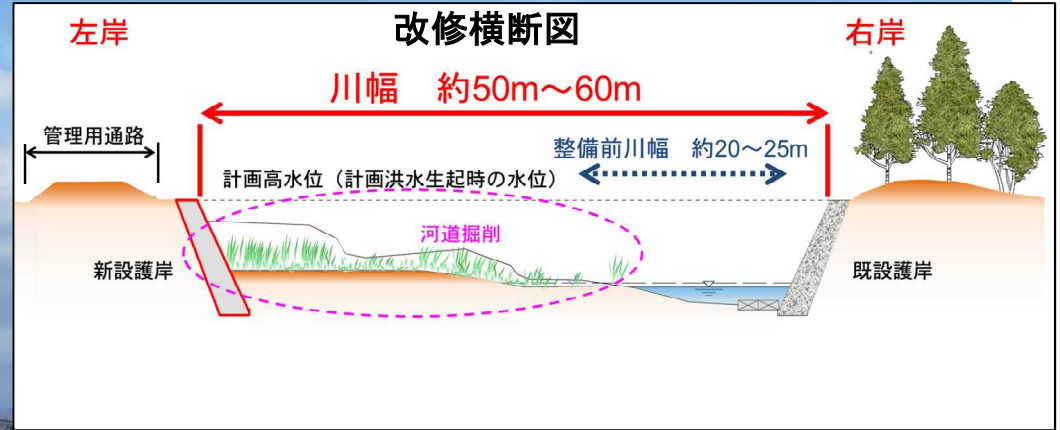 改修横断図
左岸
右岸
川幅　約50m～60m
管理用通路
整備前川幅　約20～25m
計画高水位（計画洪水生起時の水位）
河道掘削
新設護岸
既設護岸